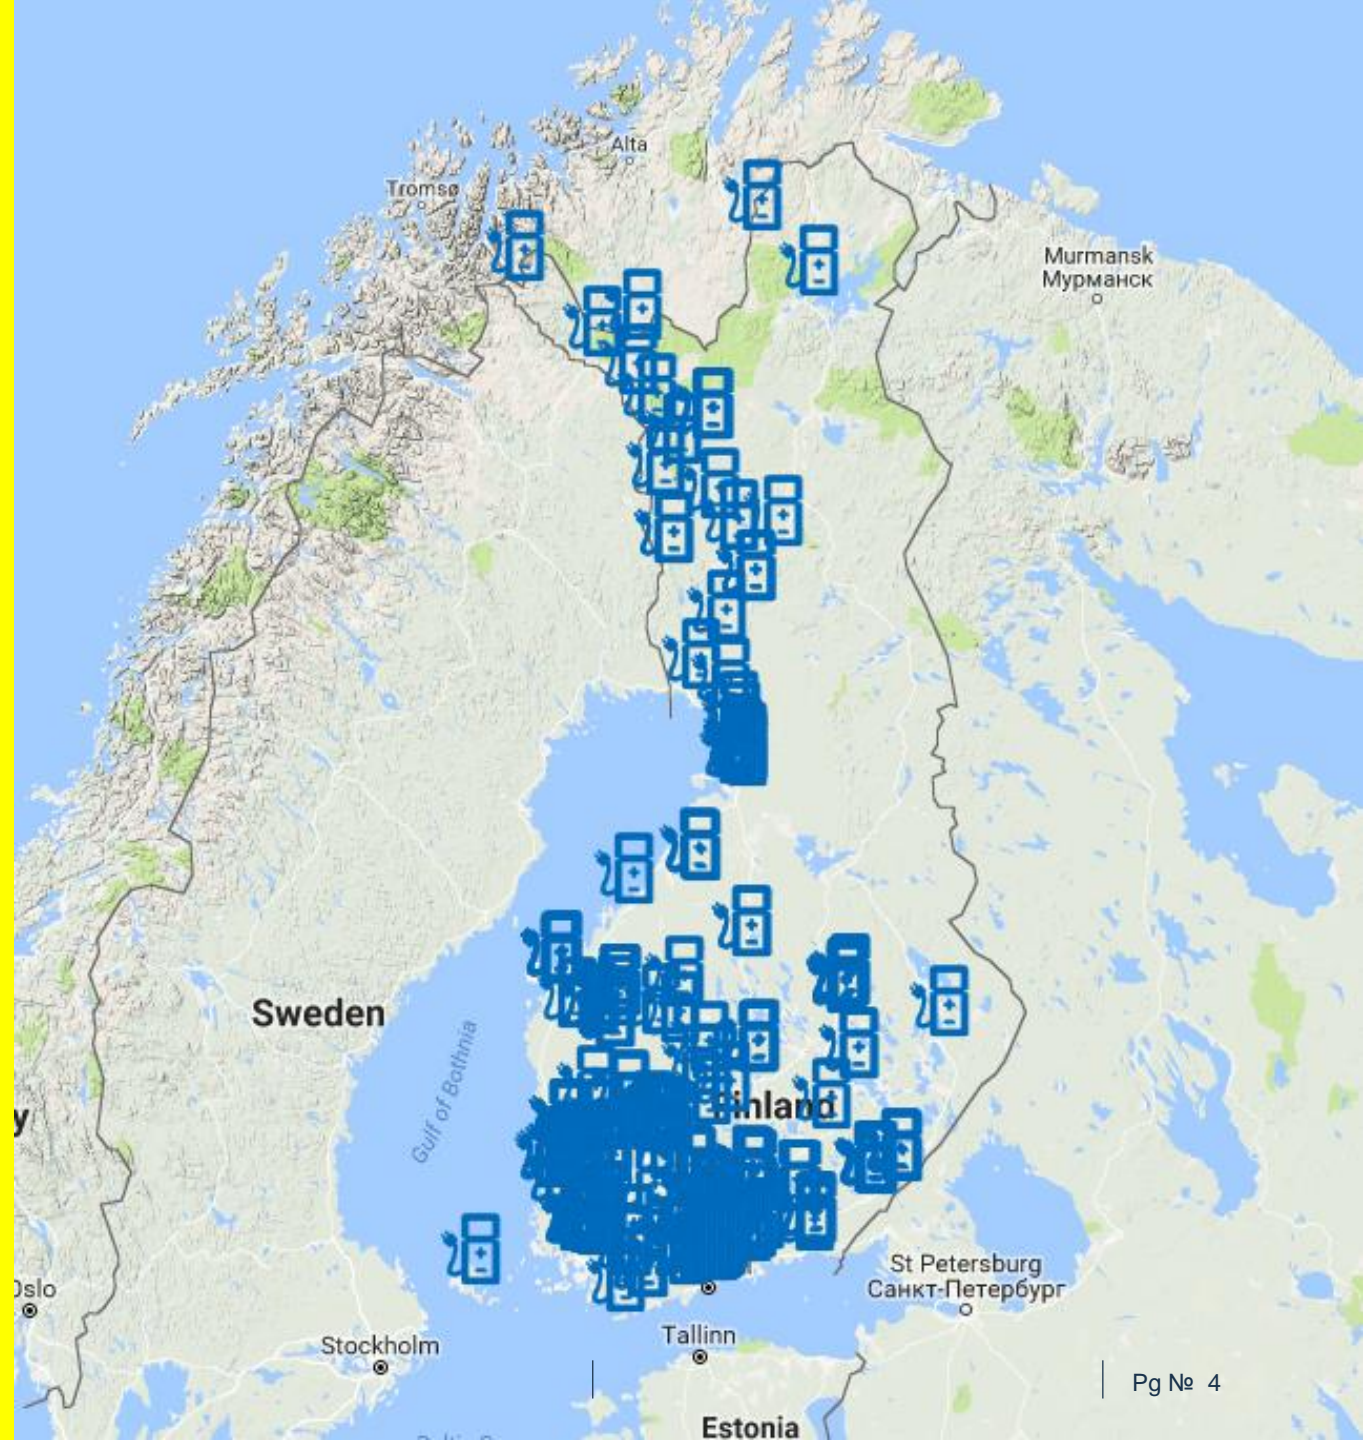 Alta
Tromsø
Murmansk
Мурманск
Sweden
Gulf of Bothnia
Finland
Oslo
St Petersburg
Санкт-Петербург
Stockholm
Tallinn
Pg № 4
Estonia